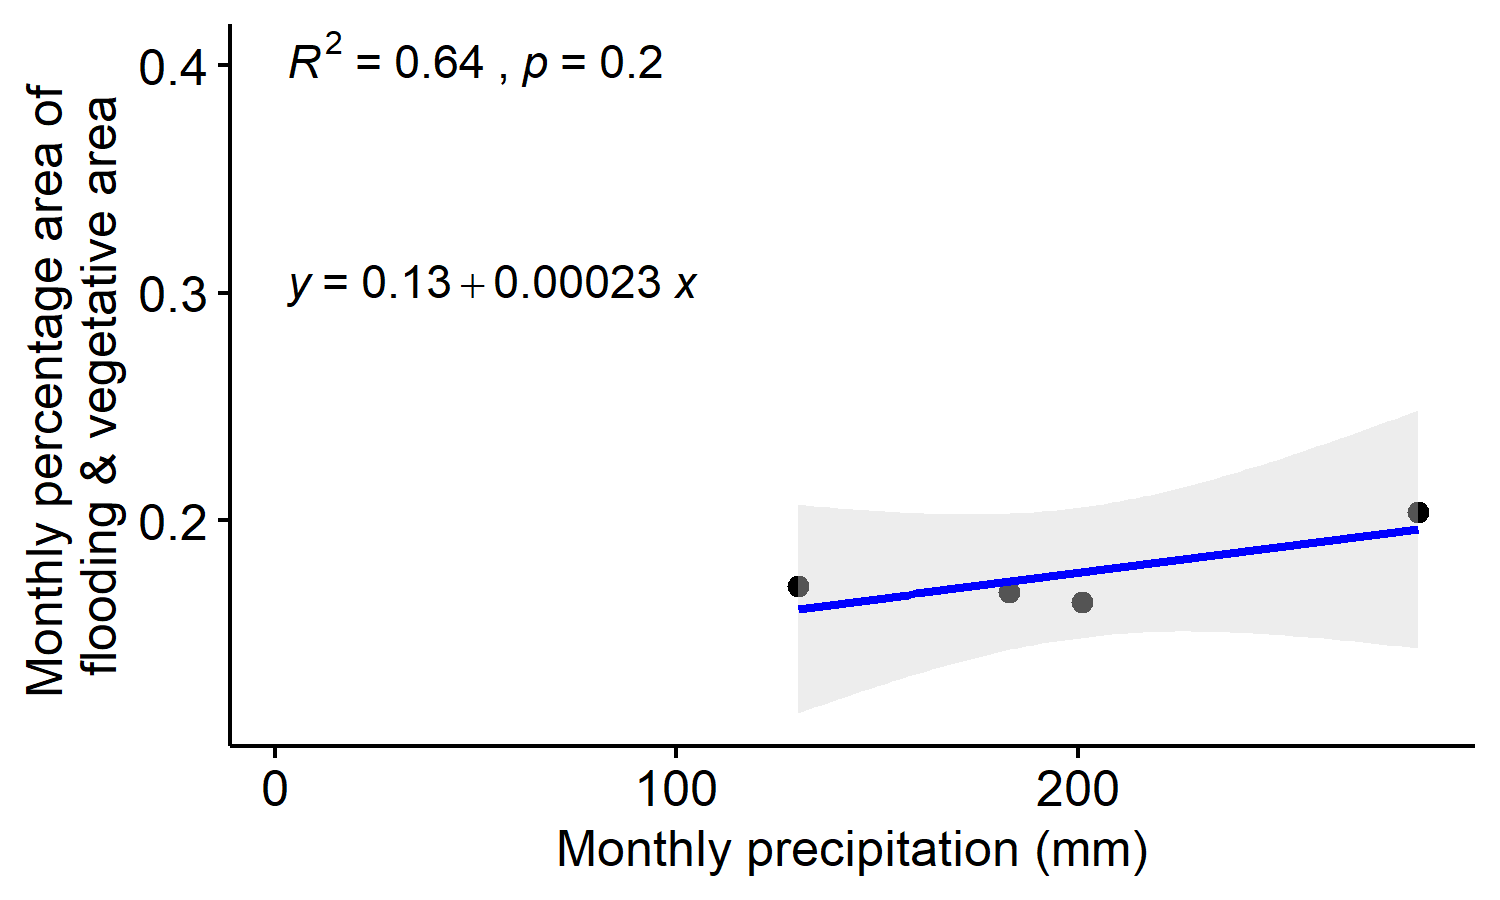 R² = 0.64 , p = 0.2
y = 0.13 + 0.00023 x
Monthly percentage area of
flooding & vegetative area
0.4
0.3
0.2
0
100
200
Monthly precipitation (mm)